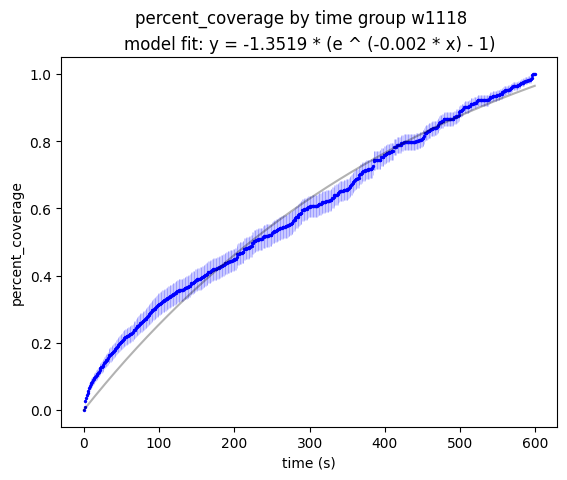 percent_coverage by time group w1118
model fit: y = -1.3519 * (e ^ (-0.002 * x) - 1)
1.0
0.8
0.6
0.4
0.2
0.0
percent_coverage
0 100 200 300 400 500 600
time (s)